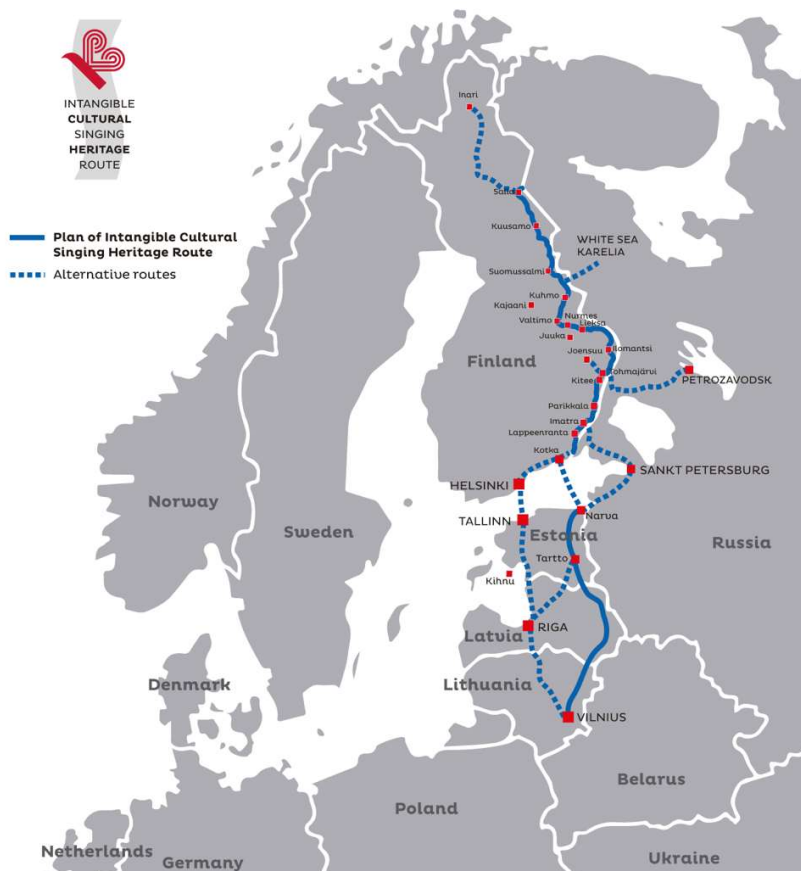 INTANGIBLE
CULTURAL
SINGING
HERITAGE
ROUTE
Plan of Intangible Cultural
Singing Heritage Route
Alternative routes
Inari
Salla
Kuusamo
WHITE SEA
KARELIA
Suomussalmi
Kuhmo
Kajaani
Valtimo
Nurmes
Lieksa
Juuka
Joensuu
Ilomantsi
Finland
Tohmajärvi
Kitee
PETROZAVODSK
Parikkala
Imatra
Lappeenranta
Kotka
SANKT PETERSBURG
HELSINKI
Norway
TALLINN
Narva
Sweden
Estonia
Russia
Tartto
Kihnu
RIGA
Latvia
Denmark
Lithuania
VILNIUS
Belarus
Poland
Netherlands
Germany
Ukraine